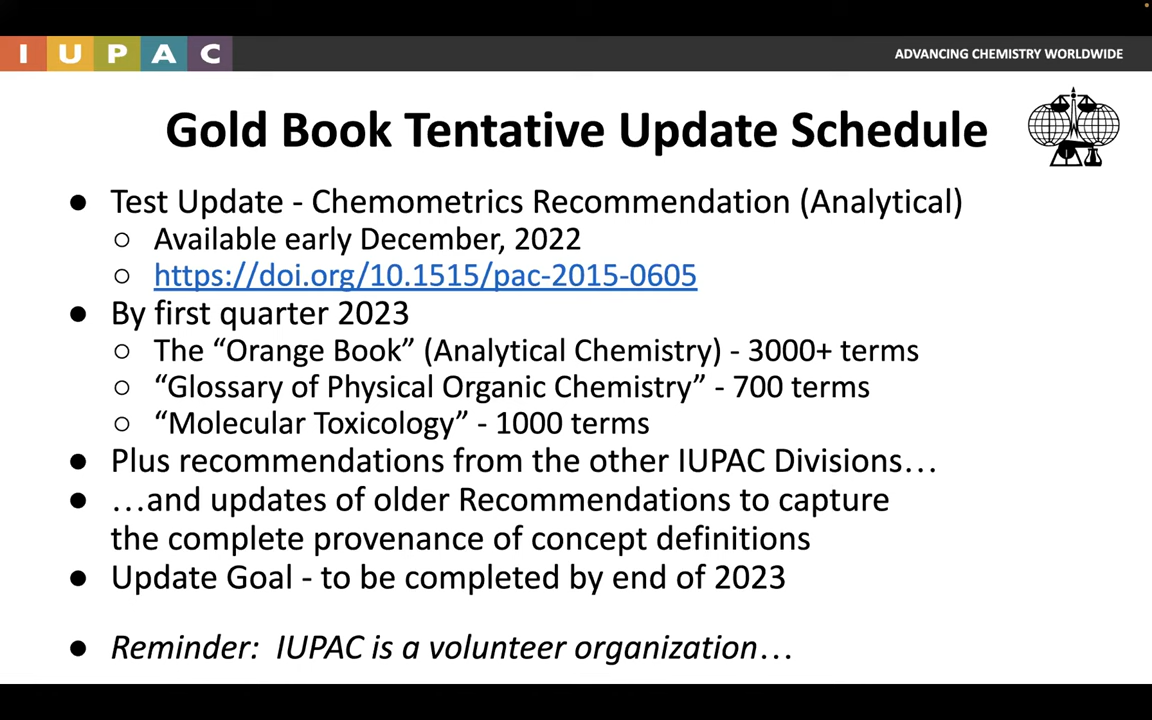 IUPAC
ADVANCING CHEMISTRY WORLDWIDE
Gold Book Tentative Update Schedule
● Test Update - Chemometrics Recommendation (Analytical)
○ Available early December, 2022
○ https://doi.org/10.1515/pac-2015-0605
● By first quarter 2023
○ The “Orange Book” (Analytical Chemistry) - 3000+ terms
○ “Glossary of Physical Organic Chemistry” - 700 terms
○ “Molecular Toxicology” - 1000 terms
● Plus recommendations from the other IUPAC Divisions…
● …and updates of older Recommendations to capture
the complete provenance of concept definitions
● Update Goal - to be completed by end of 2023
● Reminder:  IUPAC is a volunteer organization…